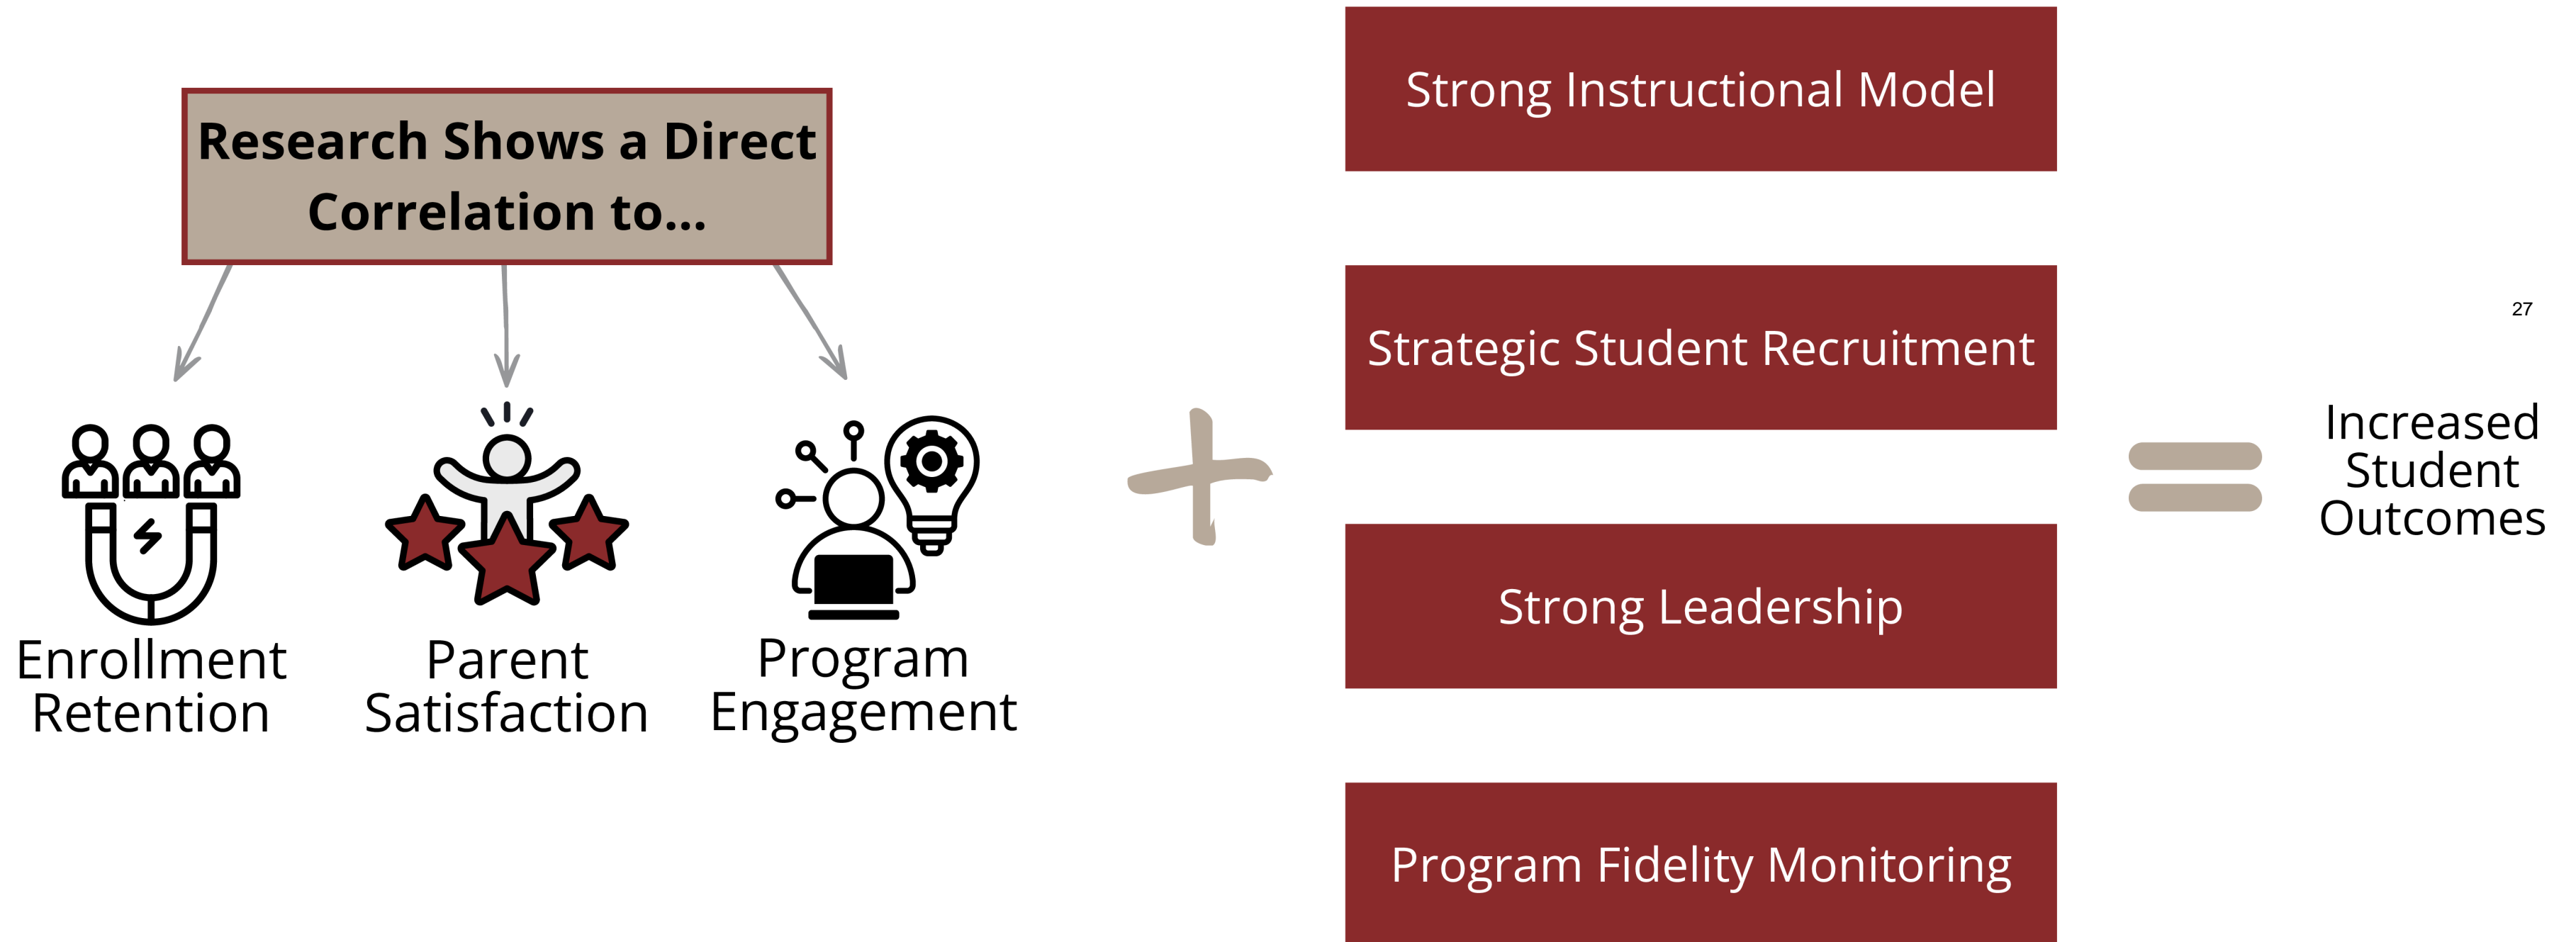 Research Shows a Direct
Correlation to...
Enrollment
Retention
Parent
Satisfaction
Program
Engagement
Strong Instructional Model
Strategic Student Recruitment
Strong Leadership
Program Fidelity Monitoring
Increased
Student
Outcomes
27